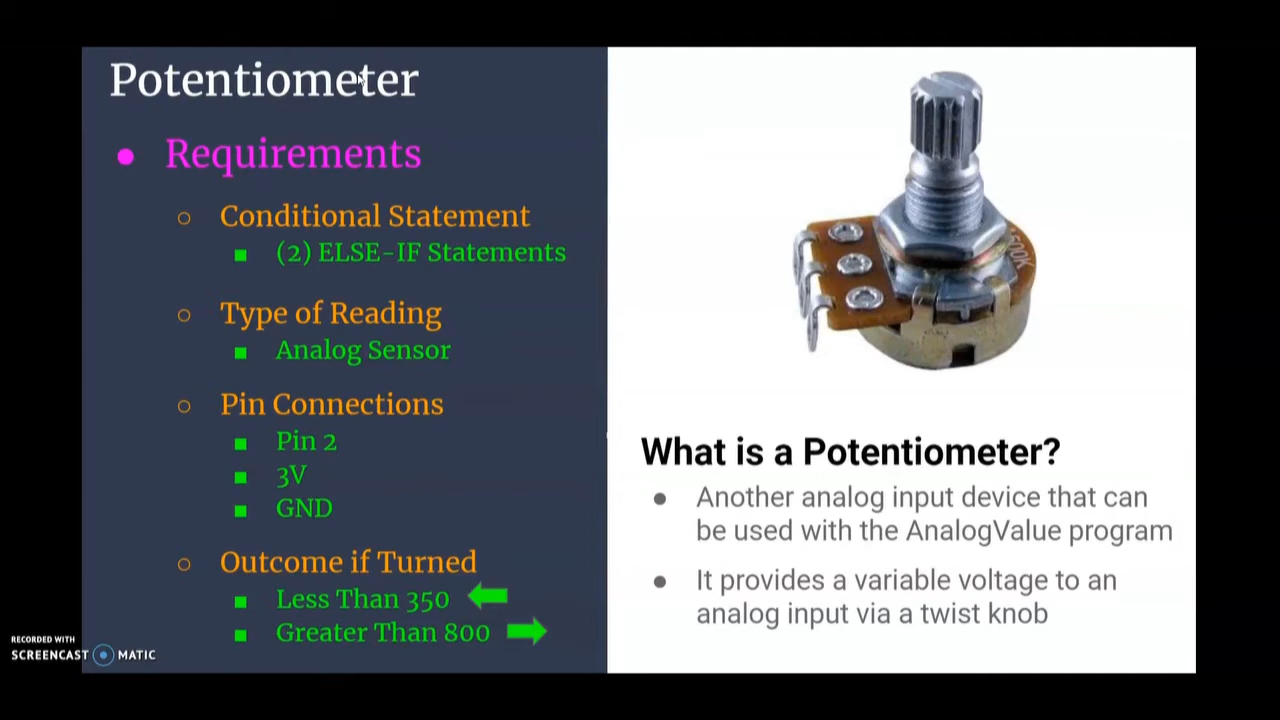 Potentiometer
Requirements
Conditional Statement
(2) ELSE-IF Statements
Type of Reading
Analog Sensor
Pin Connections
Pin 2
3V
GND
Outcome if Turned
Less Than 350
Greater Than 800
500K
What is a Potentiometer?
Another analog input device that can
be used with the AnalogValue program
It provides a variable voltage to an
analog input via a twist knob
RECORDED WITH
SCREENCAST MATIC